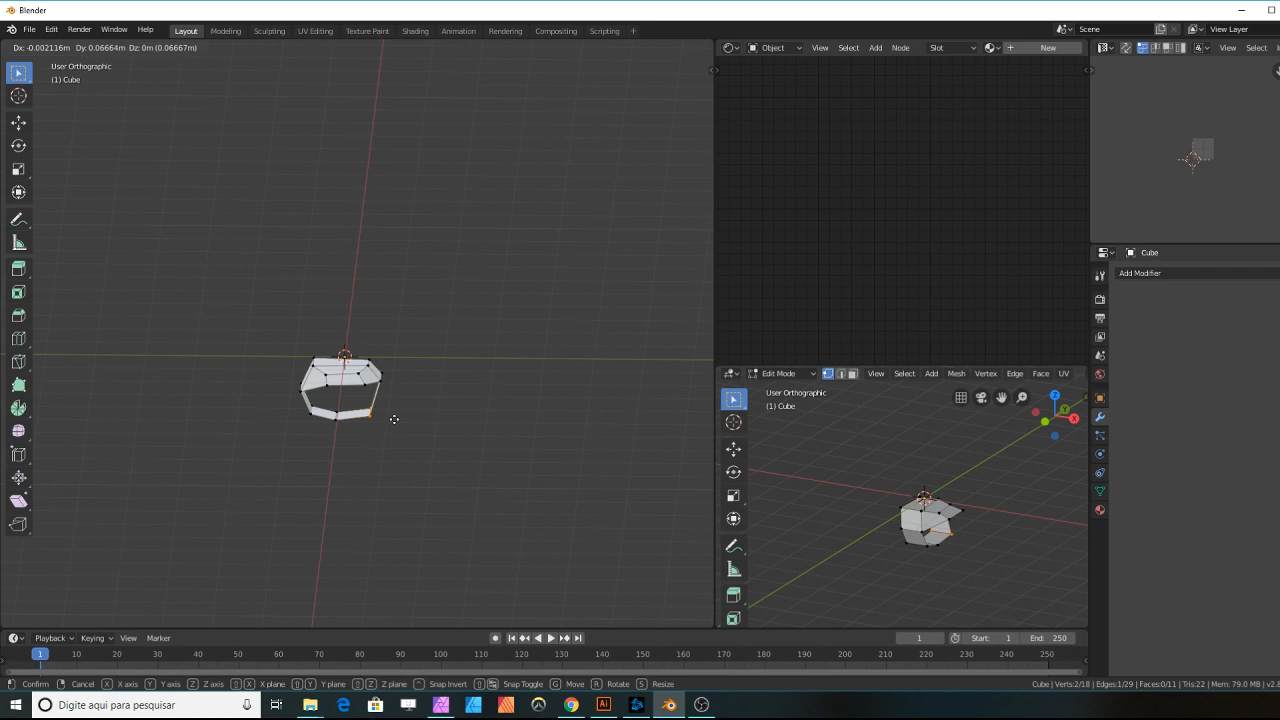 Blender
File Edit Render Window Help Layout Modeling Sculpting UV Editing Texture Paint Shading Animation Rendering Compositing Scripting + Scene View Layer
Dx: -0.002116m Dy: 0.06664m Dz: 0m (0.06667m)
Object View Select Add Node Slot + New View Select
User Orthographic
(1) Cube
Cube
Add Modifier
Edit Mode View Select Add Mesh Vertex Edge Face UV
User Orthographic
(1) Cube
Z
Y
X
Playback Keying View Marker 1 Start: 1 End: 250
1 10 20 30 40 50 60 70 80 90 100 110 120 130 140 150 160 170 180 190 200 210 220 230 240 250
Confirm X Cancel X X axis Y Y axis Z Z axis X X plane Y Y plane Z Z plane Snap Invert Snap Toggle G Move R Rotate S Resize Cube | Verts:2/18 | Edges:1/29 | Faces:0/11 | Tris:22 | Mem: 79.0 MB | v2.8
Digite aqui para pesquisar
Ai